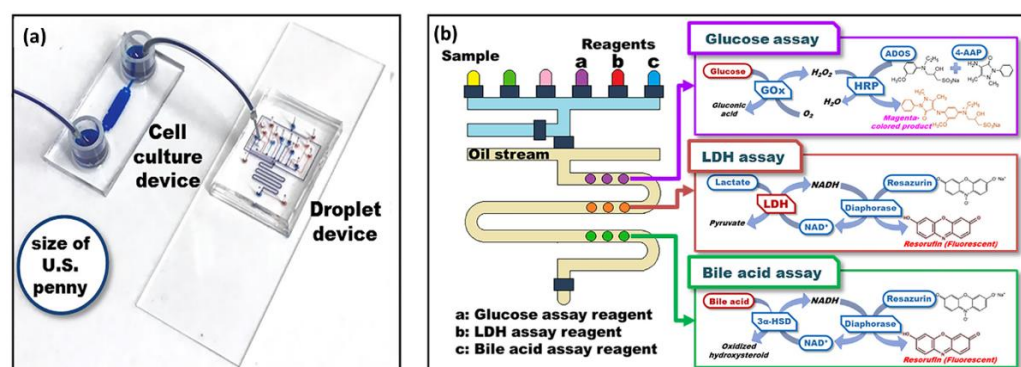 (a)
Cell
culture
device
Droplet
device
size of
U.S.
penny
(b)
Sample
Reagents
a b c
Oil stream
a: Glucose assay reagent
b: LDH assay reagent
c: Bile acid assay reagent
Glucose assay
Glucose
GOx
Gluconic
acid
H₂O₂
O₂
HRP
H₂O
ADOS
4-AAP
Magenta-
colored product
LDH assay
Lactate
LDH
Pyruvate
NADH
NAD⁺
Diaphorase
Resazurin
Resorufin (Fluorescent)
Bile acid assay
Bile acid
3α-HSD
Oxidized
hydroxysteroid
NADH
NAD⁺
Diaphorase
Resazurin
Resorufin (Fluorescent)